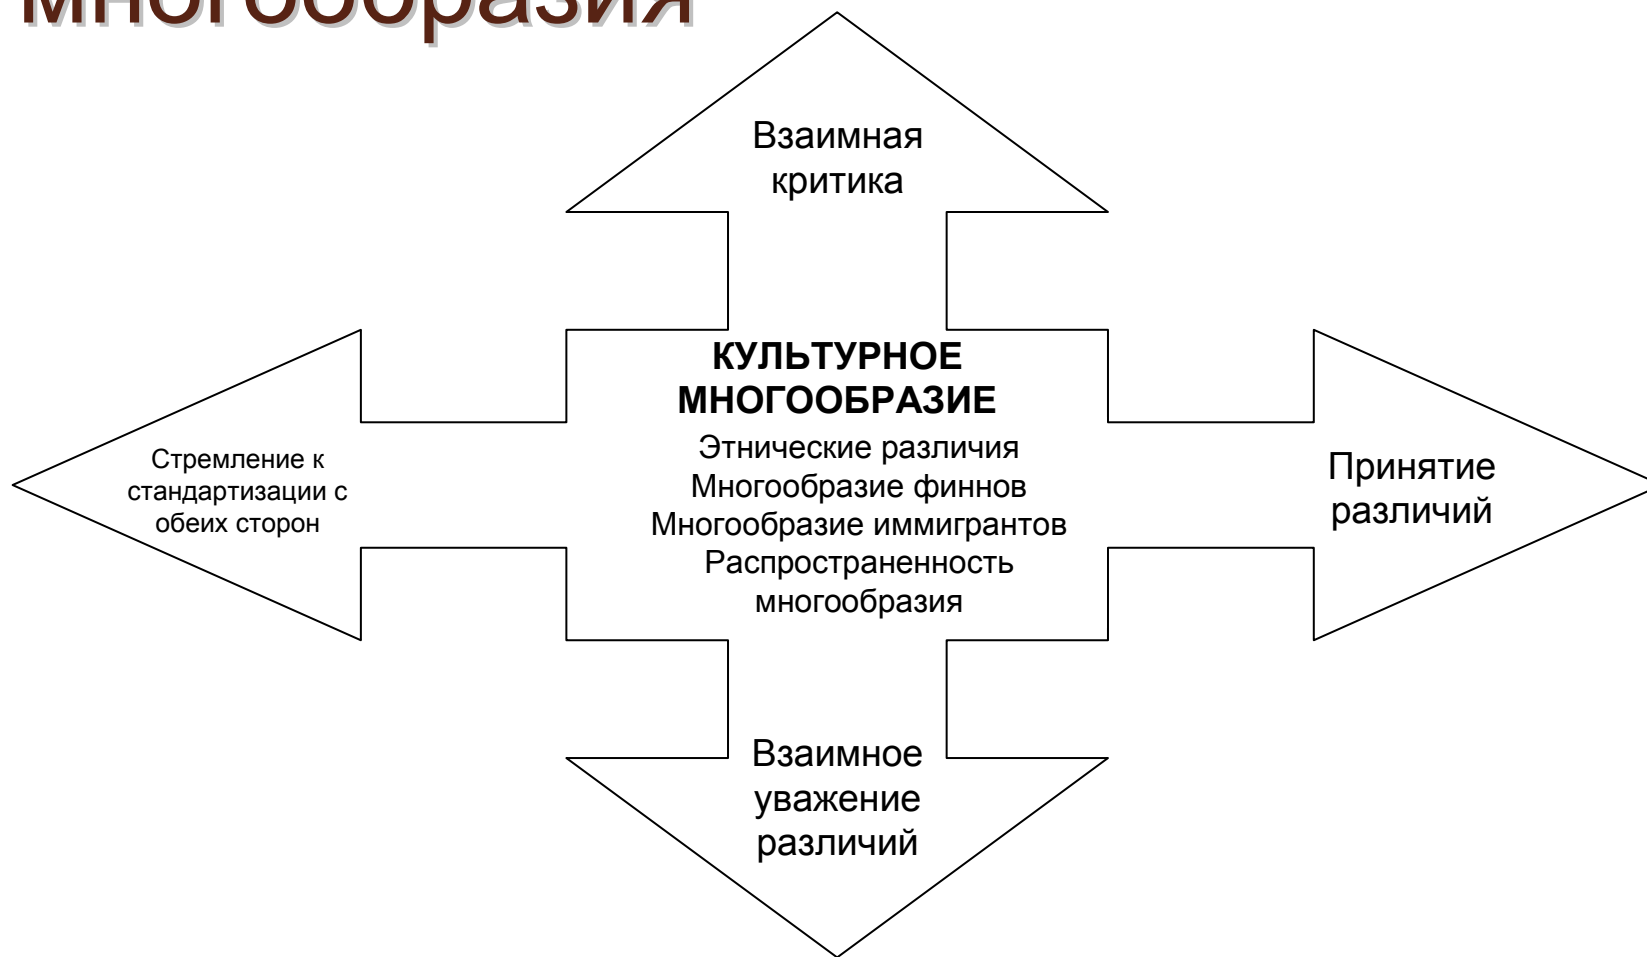 многообразия
Взаимная
критика
КУЛЬТУРНОЕ
МНОГООБРАЗИЕ
Этнические различия
Многообразие финнов
Многообразие иммигрантов
Распространенность
многообразия
Стремление к
стандартизации с
обеих сторон
Принятие
различий
Взаимное
уважение
различий